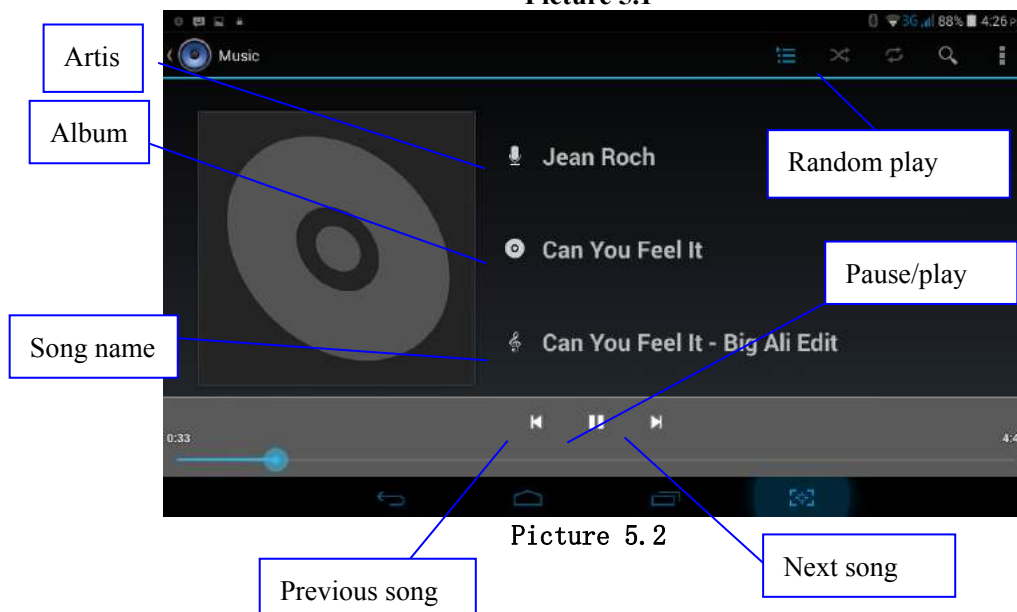 Picture 5.1
3G 88% 4:26 P
Music
Artis
Album
Random play
Jean Roch
Can You Feel It
Pause/play
Song name
Can You Feel It - Big Ali Edit
0:33
4:4
Picture 5.2
Next song
Previous song